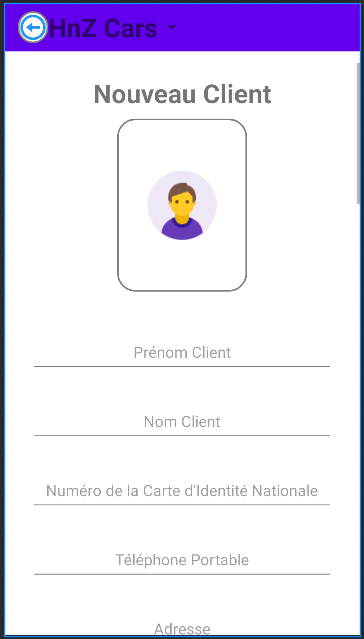 HnZ Cars
Nouveau Client
Prénom Client
Nom Client
Numéro de la Carte d'Identité Nationale
Téléphone Portable
Adresse